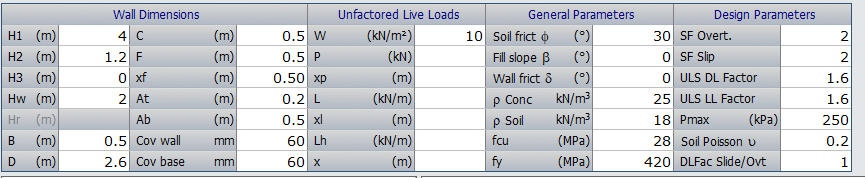 Wall Dimensions Unfactored Live Loads General Parameters Design Parameters
H1 (m) 4 C (m) 0.5 W (kN/m²) 10 Soil frict ϕ (°) 30 SF Overt. 2
H2 (m) 1.2 F (m) 0.5 P (kN) Fill slope β (°) 0 SF Slip 2
H3 (m) 0 xf (m) 0.50 xp (m) Wall frict δ (°) 0 ULS DL Factor 1.6
Hw (m) 2 At (m) 0.2 L (kN/m) ρ Conc kN/m³ 25 ULS LL Factor 1.6
Hr (m) Ab (m) 0.5 xl (m) ρ Soil kN/m³ 18 Pmax (kPa) 250
B (m) 0.5 Cov wall mm 60 Lh (kN/m) fcu (MPa) 28 Soil Poisson υ 0.2
D (m) 2.6 Cov base mm 60 x (m) fy (MPa) 420 DLFac Slide/Ovt 1